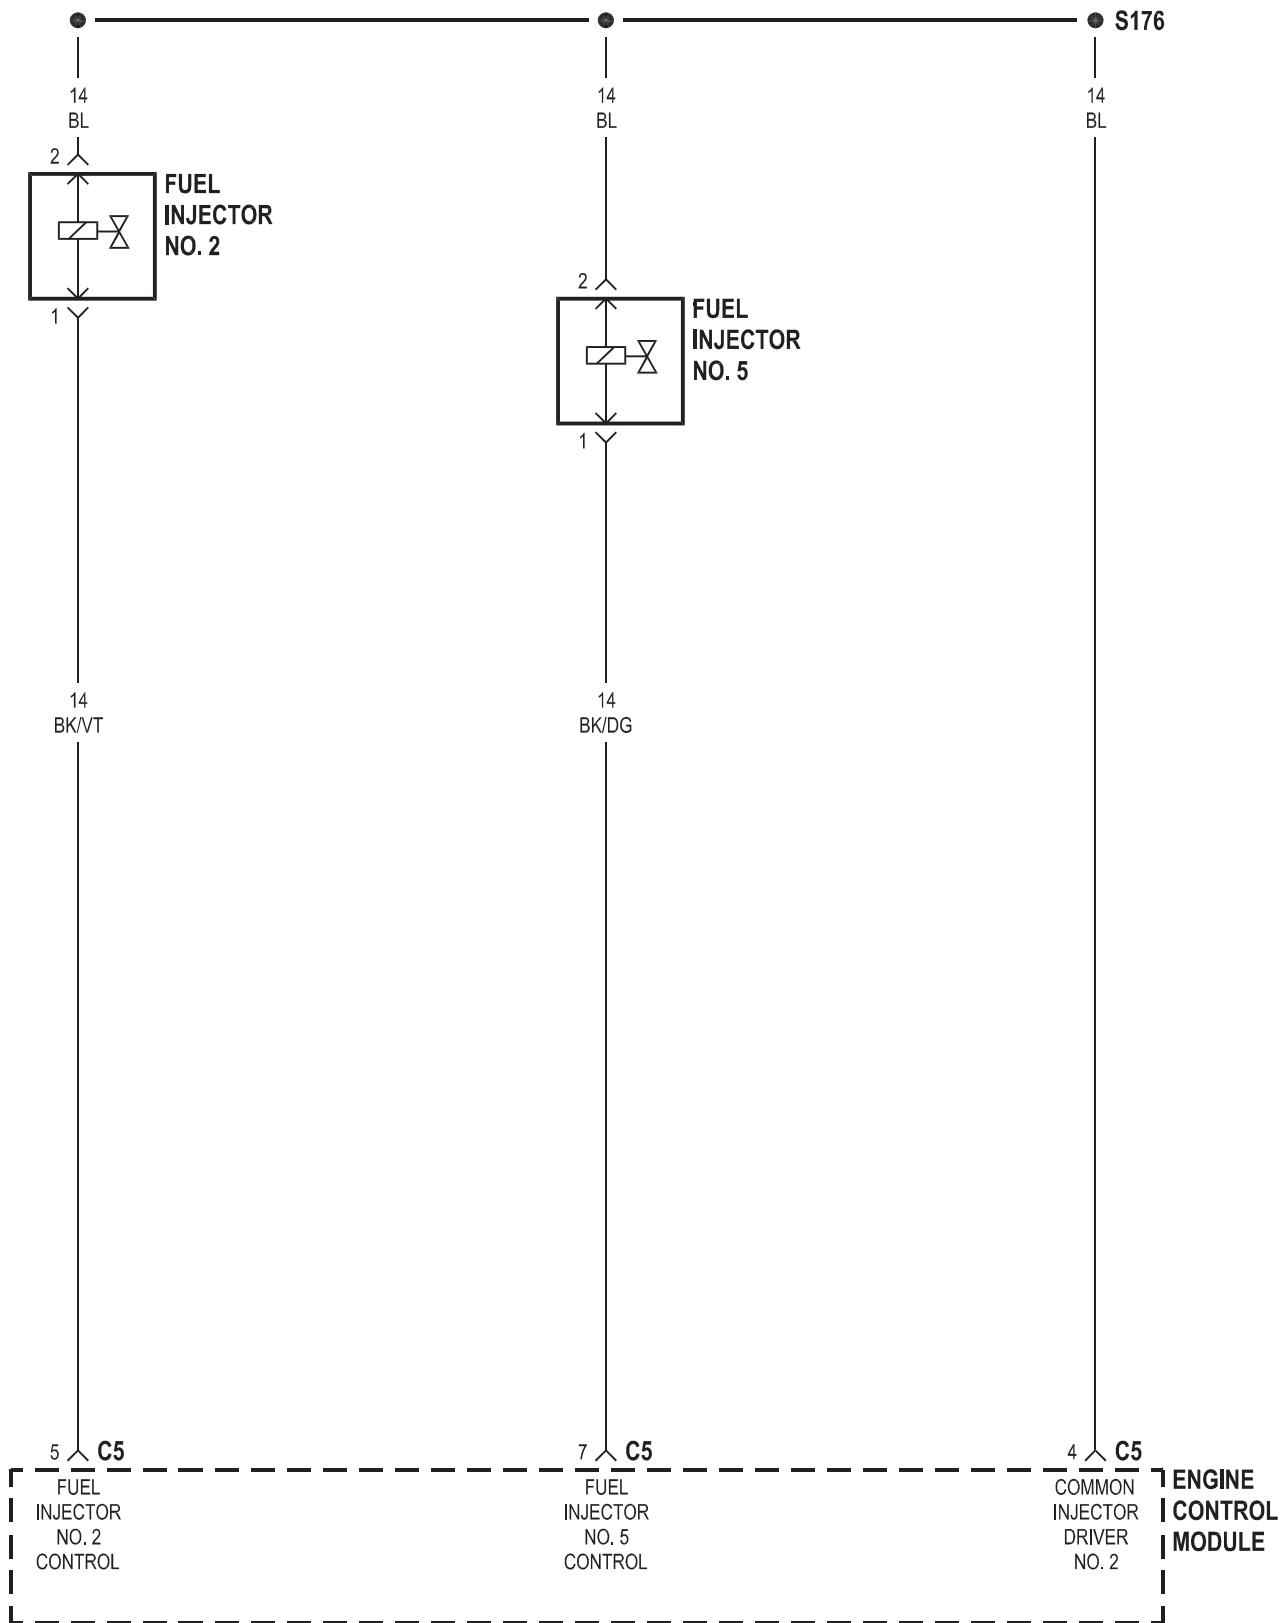 S176
14
BL
14
BL
14
BL
2
FUEL
INJECTOR
NO. 2
1
2
FUEL
INJECTOR
NO. 5
1
14
BK/VT
14
BK/DG
5 C5
7 C5
4 C5
FUEL
INJECTOR
NO. 2
CONTROL
FUEL
INJECTOR
NO. 5
CONTROL
COMMON
INJECTOR
DRIVER
NO. 2
ENGINE
CONTROL
MODULE